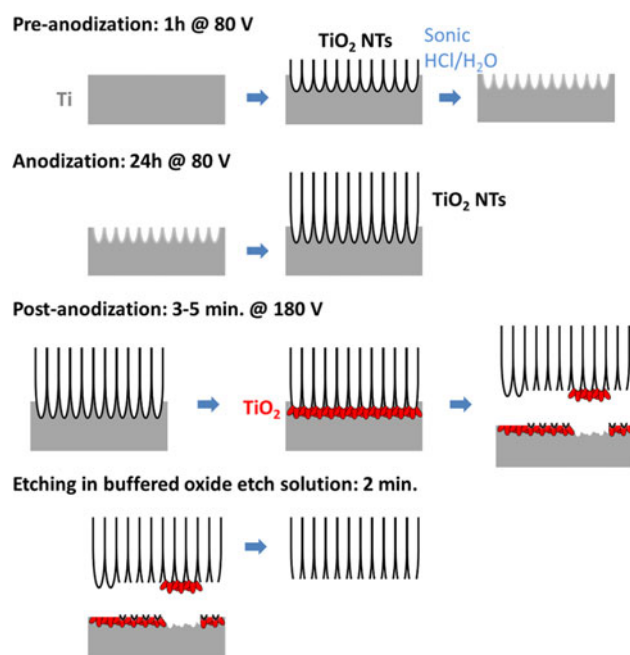 Pre-anodization: 1h @ 80 V
TiO2 NTs
Sonic
HCl/H2O
Ti
Anodization: 24h @ 80 V
TiO2 NTs
Post-anodization: 3-5 min. @ 180 V
TiO2
Etching in buffered oxide etch solution: 2 min.